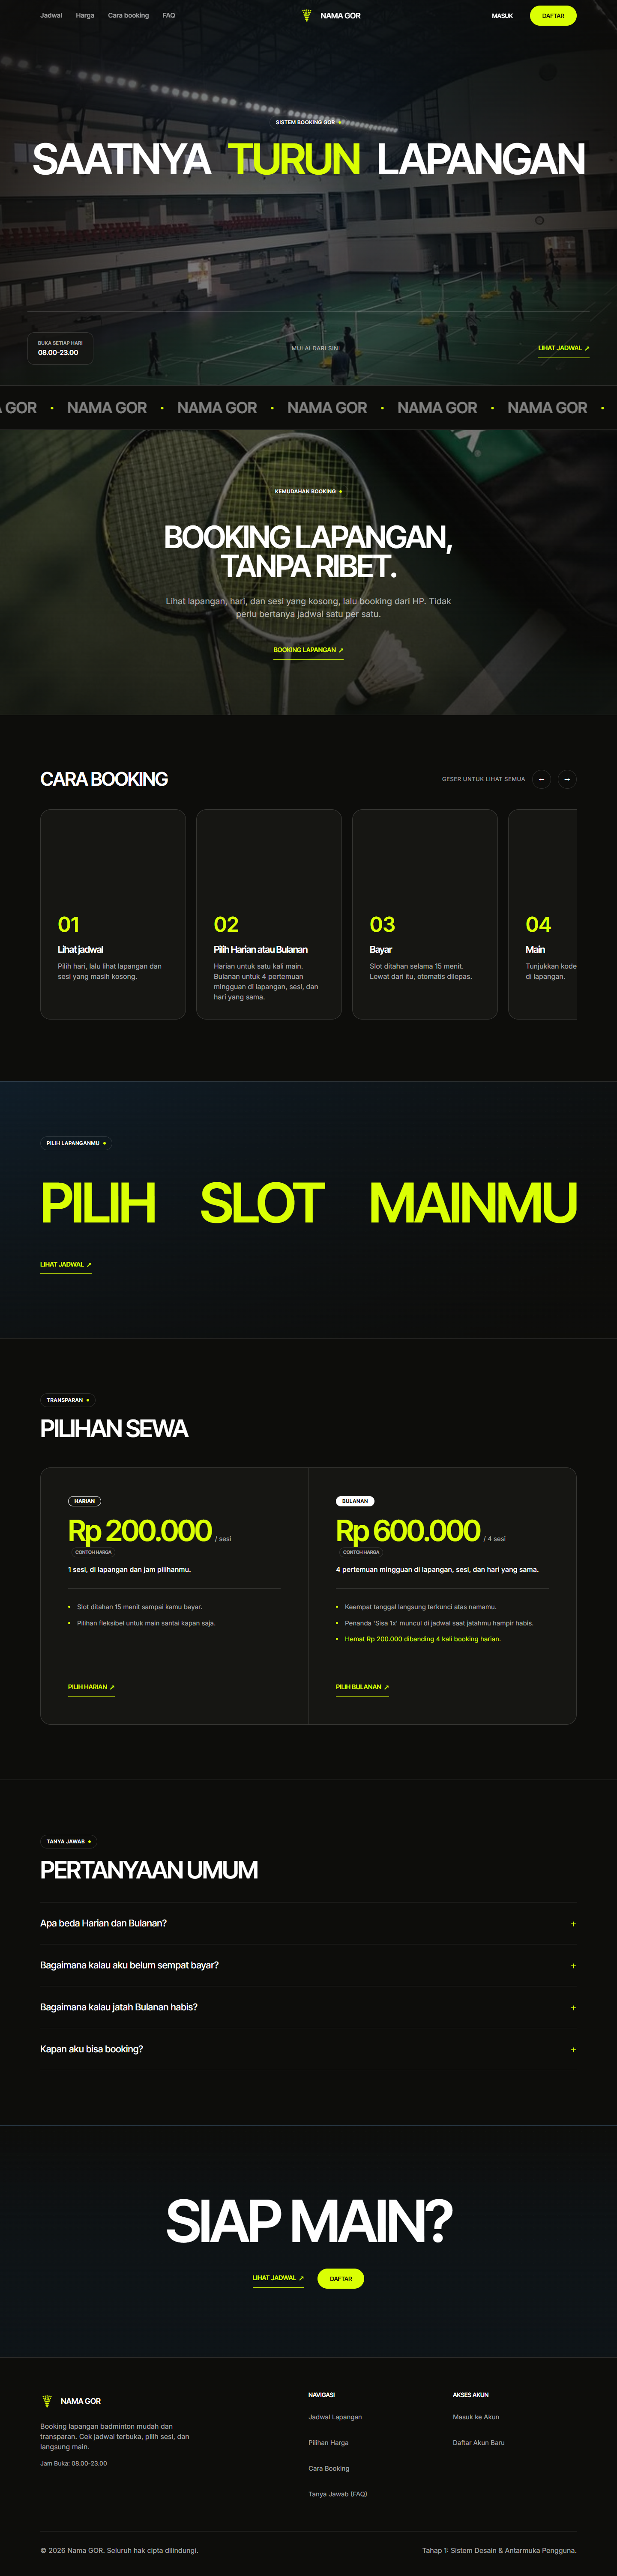 Jadwal Harga Cara booking FAQ NAMA GOR MASUK DAFTAR
SISTEM BOOKING GOR
SAATNYA TURUN LAPANGAN
BUKA SETIAP HARI
08.00-23.00
MULAI DARI SINI
LIHAT JADWAL ↗
A GOR • NAMA GOR • NAMA GOR • NAMA GOR • NAMA GOR • NAMA GOR •
KEMUDAHAN BOOKING
BOOKING LAPANGAN,
TANPA RIBET.
Lihat lapangan, hari, dan sesi yang kosong, lalu booking dari HP. Tidak
perlu bertanya jadwal satu per satu.
BOOKING LAPANGAN ↗
CARA BOOKING
GESER UNTUK LIHAT SEMUA ← →
01
Lihat jadwal
Pilih hari, lalu lihat lapangan dan
sesi yang masih kosong.
02
Pilih Harian atau Bulanan
Harian untuk satu kali main.
Bulanan untuk 4 pertemuan
mingguan di lapangan, sesi, dan
hari yang sama.
03
Bayar
Slot ditahan selama 15 menit.
Lewat dari itu, otomatis dilepas.
04
Main
Tunjukkan kode
di lapangan.
PILIH LAPANGANMU
PILIH SLOT MAINMU
LIHAT JADWAL ↗
TRANSPARAN
PILIHAN SEWA
HARIAN
Rp 200.000 / sesi
CONTOH HARGA
1 sesi, di lapangan dan jam pilihanmu.
• Slot ditahan 15 menit sampai kamu bayar.
• Pilihan fleksibel untuk main santai kapan saja.
PILIH HARIAN ↗
BULANAN
Rp 600.000 / 4 sesi
CONTOH HARGA
4 pertemuan mingguan di lapangan, sesi, dan hari yang sama.
• Keempat tanggal langsung terkunci atas namamu.
• Penanda 'Sisa 1x' muncul di jadwal saat jatahmu hampir habis.
• Hemat Rp 200.000 dibanding 4 kali booking harian.
PILIH BULANAN ↗
TANYA JAWAB
PERTANYAAN UMUM
Apa beda Harian dan Bulanan? +
Bagaimana kalau aku belum sempat bayar? +
Bagaimana kalau jatah Bulanan habis? +
Kapan aku bisa booking? +
SIAP MAIN?
LIHAT JADWAL ↗ DAFTAR
NAMA GOR
Booking lapangan badminton mudah dan
transparan. Cek jadwal terbuka, pilih sesi, dan
langsung main.
Jam Buka: 08.00-23.00
NAVIGASI
Jadwal Lapangan
Pilihan Harga
Cara Booking
Tanya Jawab (FAQ)
AKSES AKUN
Masuk ke Akun
Daftar Akun Baru
© 2026 Nama GOR. Seluruh hak cipta dilindungi.
Tahap 1: Sistem Desain & Antarmuka Pengguna.